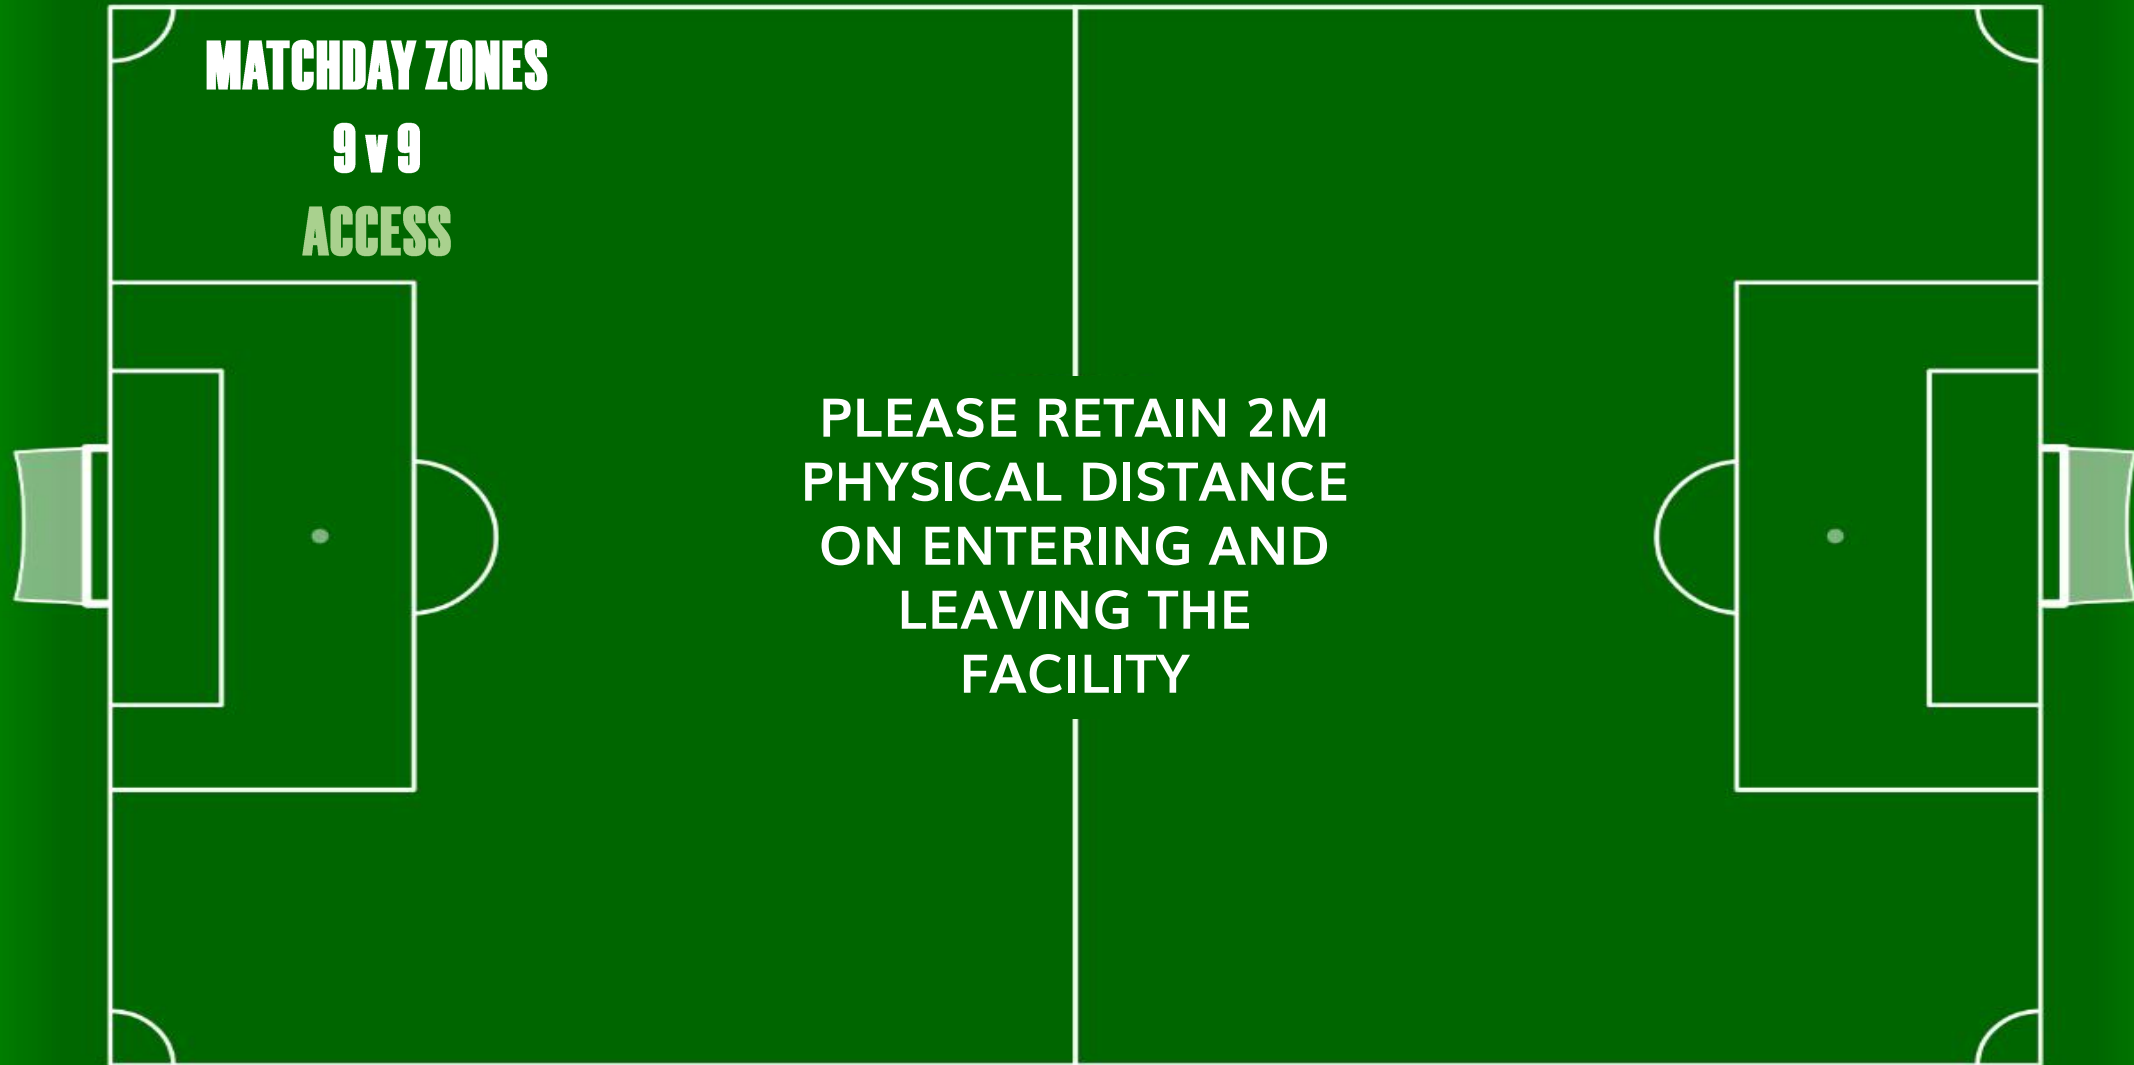 MATCHDAY ZONES
9 v 9
ACCESS
PLEASE RETAIN 2M
PHYSICAL DISTANCE
ON ENTERING AND
LEAVING THE
FACILITY